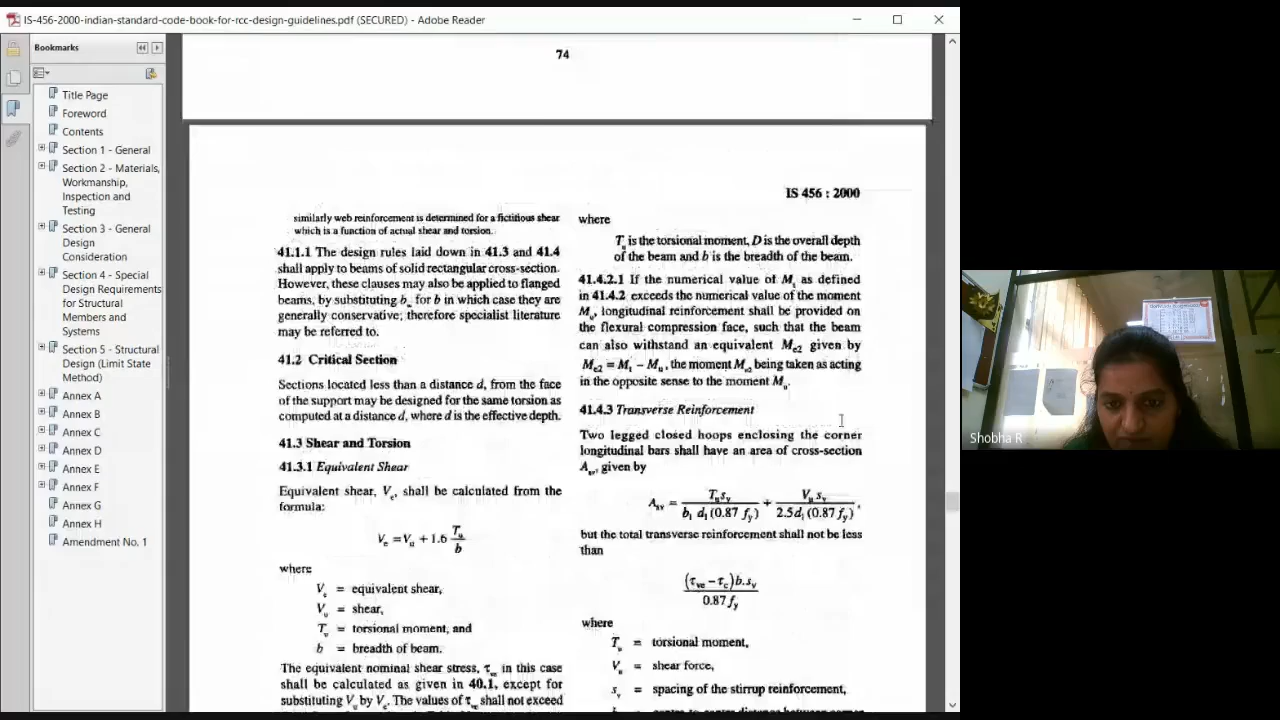 IS-456-2000-indian-standard-code-book-for-rcc-design-guidelines.pdf (SECURED) - Adobe Reader
Bookmarks
Title Page
Foreword
Contents
Section 1 - General
Section 2 - Materials,
Workmanship,
Inspection and
Testing
Section 3 - General
Design
Consideration
Section 4 - Special
Design Requirements
for Structural
Members and
Systems
Section 5 - Structural
Design (Limit State
Method)
Annex A
Annex B
Annex C
Annex D
Annex E
Annex F
Annex G
Annex H
Amendment No. 1
74
IS 456 : 2000
similarly web reinforcement is determined for a fictitious shear
which is a function of actual shear and torsion.
41.1.1 The design rules laid down in 41.3 and 41.4
shall apply to beams of solid rectangular cross-section.
However, these clauses may also be applied to flanged
beams, by substituting bw for b in which case they are
generally conservative; therefore specialist literature
may be referred to.
41.2 Critical Section
Sections located less than a distance d, from the face
of the support may be designed for the same torsion as
computed at a distance d, where d is the effective depth.
41.3 Shear and Torsion
41.3.1 Equivalent Shear
Equivalent shear, Ve, shall be calculated from the
formula:
Ve = Vu + 1.6 Tu/b
where
Ve = equivalent shear,
Vu = shear,
Tu = torsional moment, and
b = breadth of beam.
The equivalent nominal shear stress, τve in this case
shall be calculated as given in 40.1, except for
substituting Vu by Ve. The values of τve shall not exceed
where
Tu is the torsional moment, D is the overall depth
of the beam and b is the breadth of the beam.
41.4.2.1 If the numerical value of Mt as defined
in 41.4.2 exceeds the numerical value of the moment
Mu, longitudinal reinforcement shall be provided on
the flexural compression face, such that the beam
can also withstand an equivalent Me2 given by
Me2 = Mt − Mu, the moment Me2 being taken as acting
in the opposite sense to the moment Mu.
41.4.3 Transverse Reinforcement
Two legged closed hoops enclosing the corner
longitudinal bars shall have an area of cross-section
Asv, given by
Asv = Tu sv / b1 d1 (0.87 fy) + Vu sv / 2.5d1 (0.87 fy),
but the total transverse reinforcement shall not be less
than
(τve − τc) b.sv / 0.87 fy
where
Tu = torsional moment,
Vu = shear force,
sv = spacing of the stirrup reinforcement,
Shobha R